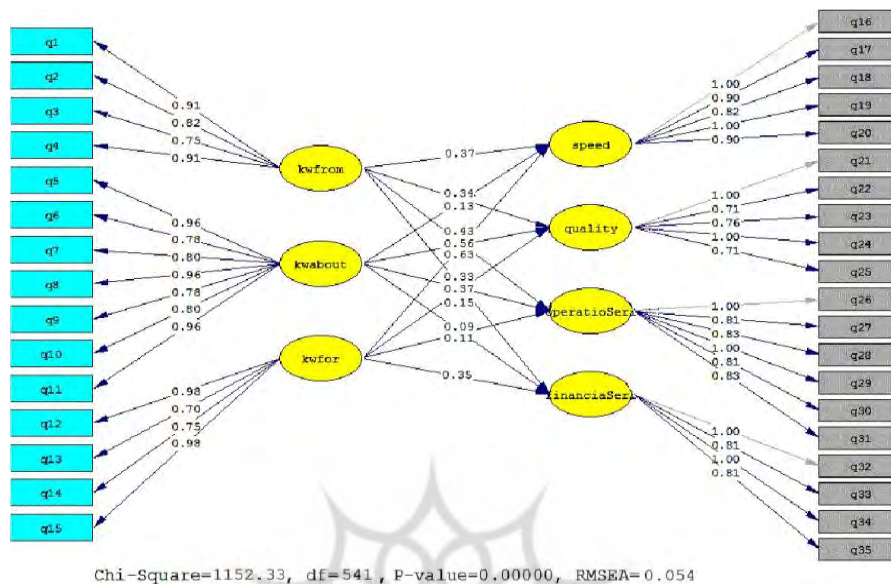 q1
q2
q3
q4
q5
q6
q7
q8
q9
q10
q11
q12
q13
q14
q15
0.91
0.82
0.75
0.91
0.96
0.78
0.80
0.96
0.78
0.80
0.96
0.98
0.70
0.75
0.98
kwfrom
kwabout
kwfor
0.37
0.34
0.13
0.43
0.56
0.63
0.33
0.37
0.15
0.09
0.11
0.35
speed
quality
peratioSer
financiaSer
1.00
0.90
0.82
1.00
0.90
1.00
0.71
0.76
1.00
0.71
1.00
0.81
0.83
1.00
0.81
0.83
1.00
0.81
1.00
0.81
q16
q17
q18
q19
q20
q21
q22
q23
q24
q25
q26
q27
q28
q29
q30
q31
q32
q33
q34
q35
Chi-Square=1152.33, df=541, P-value=0.00000, RMSEA=0.054